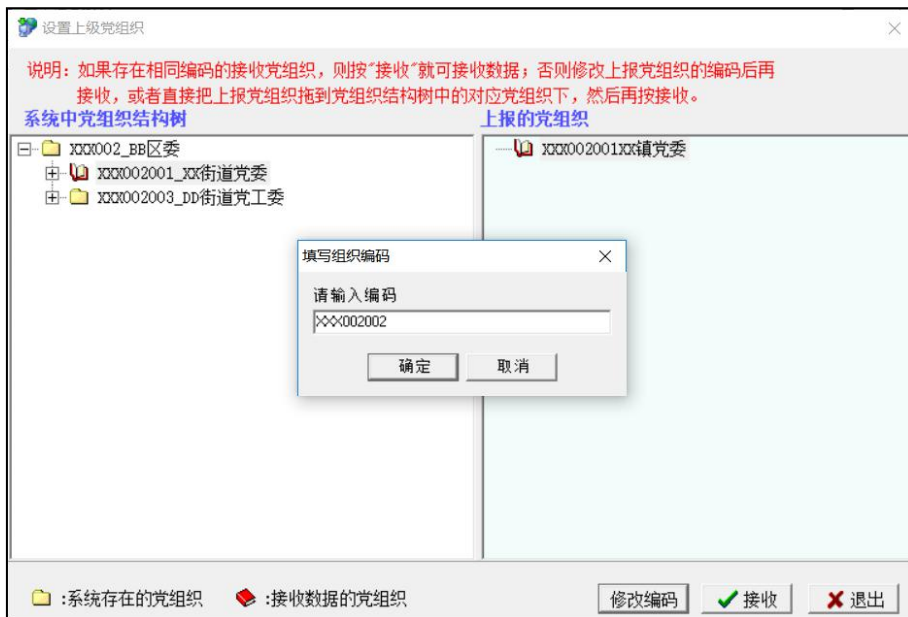 设置上级党组织
说明：如果存在相同编码的接收党组织，则按"接收"就可接收数据；否则修改上报党组织的编码后再
接收，或者直接把上报党组织拖到党组织结构树中的对应党组织下，然后再按接收。
系统中党组织结构树
上报的党组织
XXX002_BB区委
XXX002001_XX街道党委
XXX002003_DD街道党工委
XXX002001XX镇党委
填写组织编码
请输入编码
XXX002002
确定
取消
:系统存在的党组织
:接收数据的党组织
修改编码
接收
退出